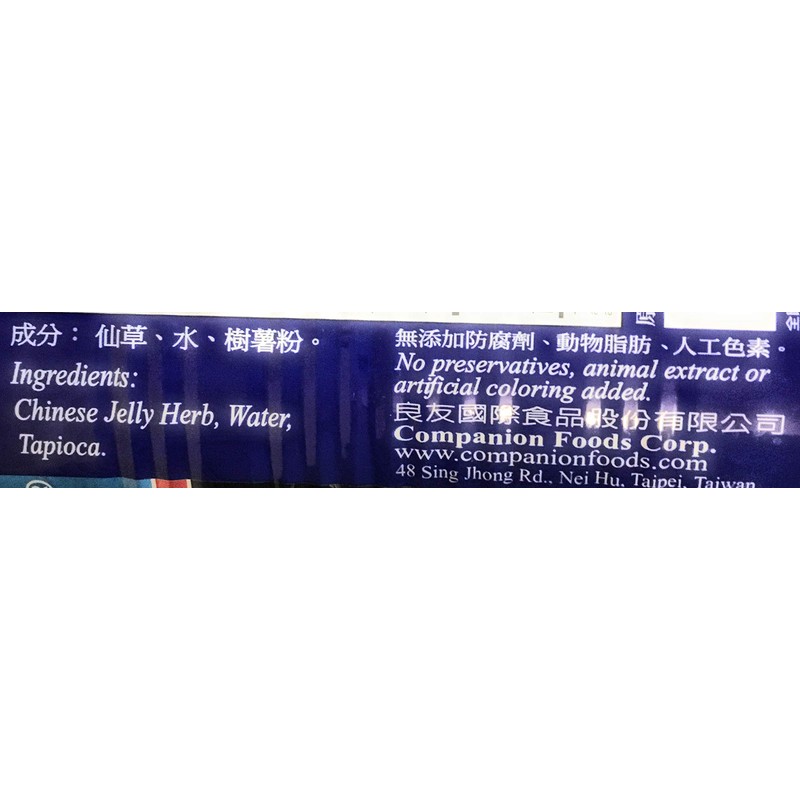 成分：仙草、水、樹薯粉。
Ingredients:
Chinese Jelly Herb, Water,
Tapioca.
無添加防腐劑、動物脂肪、人工色素。
No preservatives, animal extract or
artificial coloring added.
良友國際食品股份有限公司
Companion Foods Corp.
www.companionfoods.com
48 Sing Jhong Rd., Nei Hu, Taipei, Taiwan